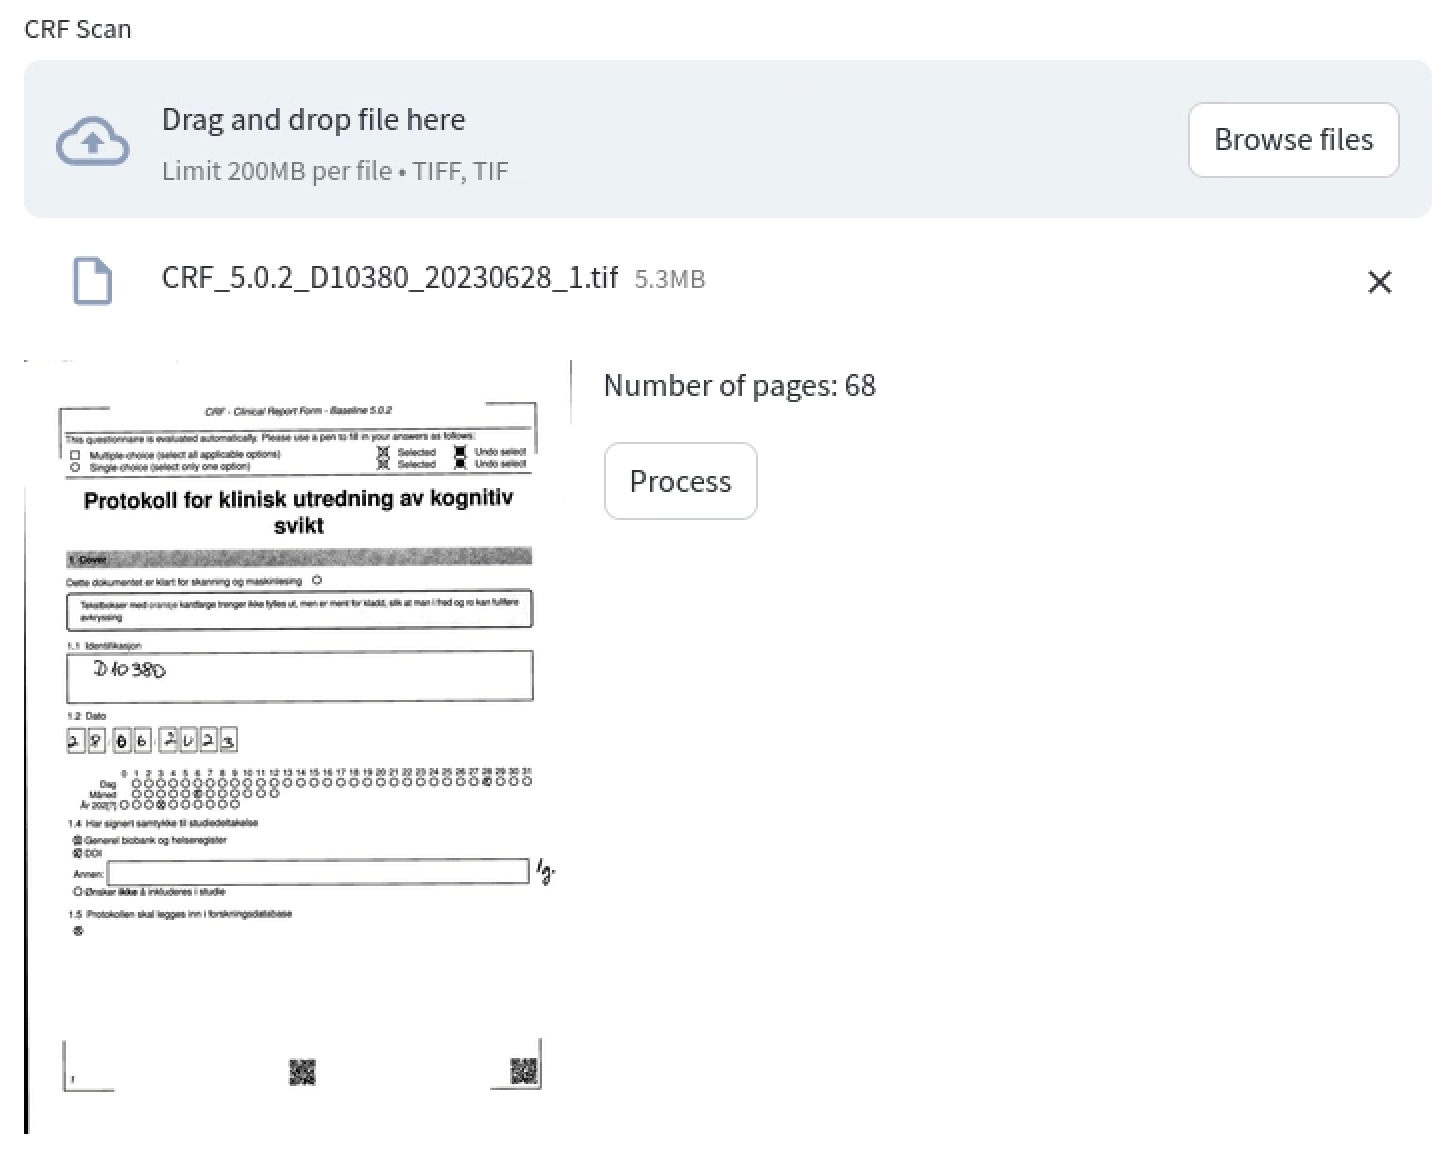 CRF Scan
Drag and drop file here
Limit 200MB per file • TIFF, TIF
Browse files
CRF_5.0.2_D10380_20230628_1.tif 5.3MB
Number of pages: 68
Process
CRF - Clinical Report Form - Baseline 5.0.2
This questionnaire is evaluated automatically. Please use a pen to fill in your answers as follows:
Multiple-choice (select all applicable options) Selected Undo select
Single-choice (select only one option) Selected Undo select
Protokoll for klinisk utredning av kognitiv
svikt
1. Cover
Dette dokumentet er klart for skanning og maskinlesing
Tekstbokser med oransje kantfarge trenger ikke fylles ut, men er ment for kladd, slik at man i fred og ro kan fullføre
avkryssing
1.1 Identifikasjon
D10380
1.2 Dato
28 06 2023
0 1 2 3 4 5 6 7 8 9 10 11 12 13 14 15 16 17 18 19 20 21 22 23 24 25 26 27 28 29 30 31
Dag
Måned
År 202[?]
1.4 Har signert samtykke til studiedeltakelse
Generel biobank og helseregister
DDI
Annen:
Ønsker ikke å inkluderes i studie
1.5 Protokollen skal legges inn i forskningsdatabase